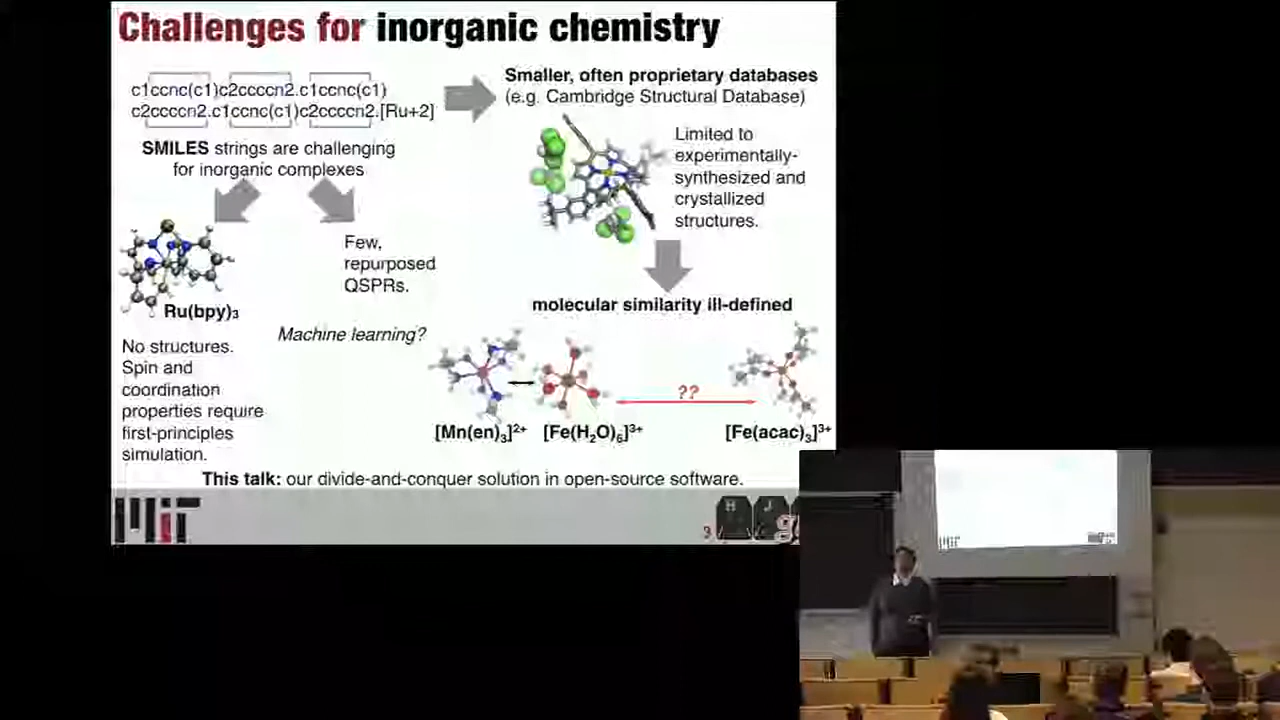 Challenges for inorganic chemistry
c1ccnc(c1)c2ccccn2.c1ccnc(c1)
c2ccccn2.c1ccnc(c1)c2ccccn2.[Ru+2]
SMILES strings are challenging
for inorganic complexes
Smaller, often proprietary databases
(e.g. Cambridge Structural Database)
Limited to
experimentally-
synthesized and
crystallized
structures.
Few,
repurposed
QSPRs.
Ru(bpy)₃
Machine learning?
No structures.
Spin and
coordination
properties require
first-principles
simulation.
molecular similarity ill-defined
??
[Mn(en)₃]²⁺ [Fe(H₂O)₆]³⁺ [Fe(acac)₃]³⁺
This talk: our divide-and-conquer solution in open-source software.
MIT
3
H J
MIT